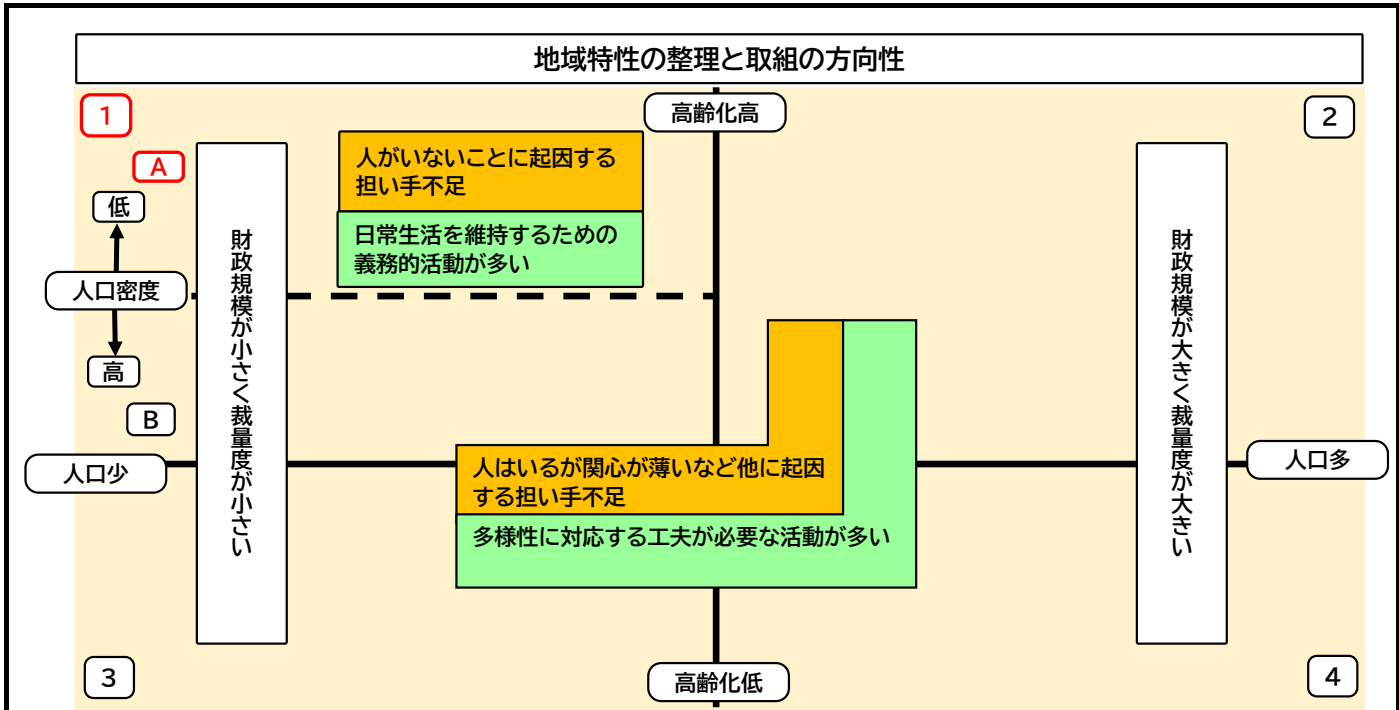 地域特性の整理と取組の方向性
1
高齢化高
2
A
人がいないことに起因する
担い手不足
低
日常生活を維持するための
義務的活動が多い
人口密度
財政規模が小さく裁量度が小さい
財政規模が大きく裁量度が大きい
高
B
人口少
人はいるが関心が薄いなど他に起因
する担い手不足
人口多
多様性に対応する工夫が必要な活動が多い
3
高齢化低
4